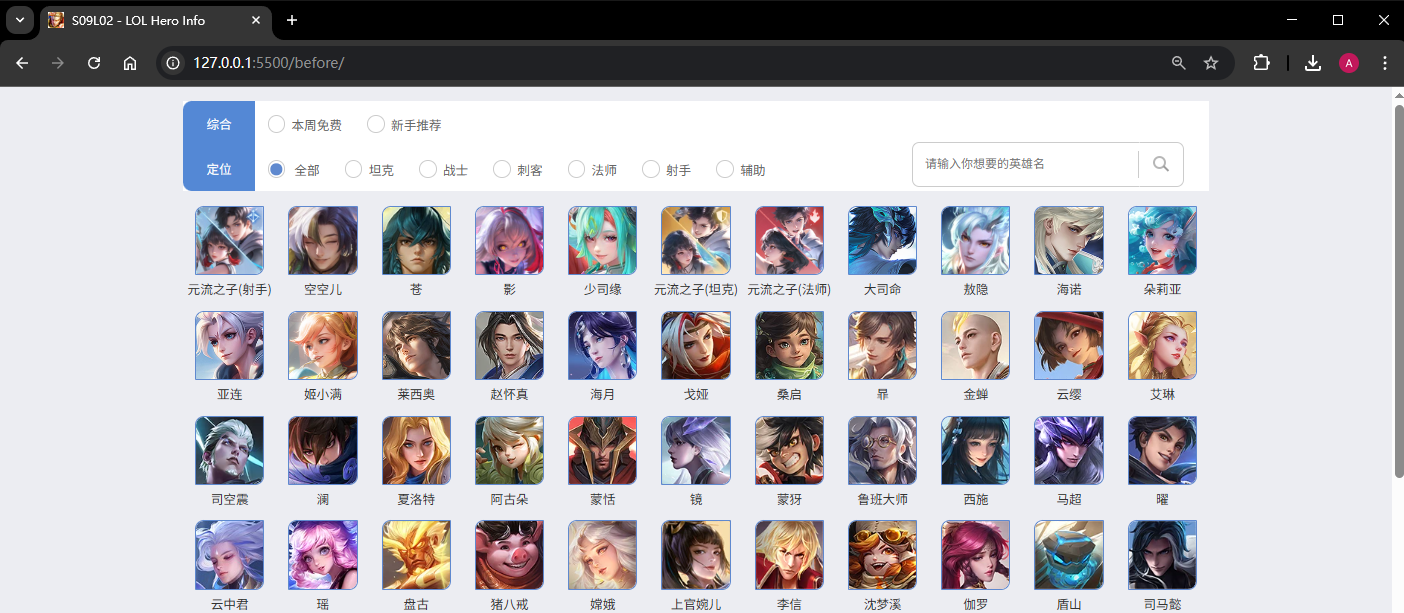 S09L02 - LOL Hero Info
127.0.0.1:5500/before/
A
综合 本周免费 新手推荐
定位 全部 坦克 战士 刺客 法师 射手 辅助 请输入你想要的英雄名
元流之子(射手) 空空儿 苍 影 少司缘 元流之子(坦克) 元流之子(法师) 大司命 敖隐 海诺 朵莉亚
亚连 姬小满 莱西奥 赵怀真 海月 戈娅 桑启 暃 金蝉 云缨 艾琳
司空震 澜 夏洛特 阿古朵 蒙恬 镜 蒙犽 鲁班大师 西施 马超 曜
云中君 瑶 盘古 猪八戒 嫦娥 上官婉儿 李信 沈梦溪 伽罗 盾山 司马懿